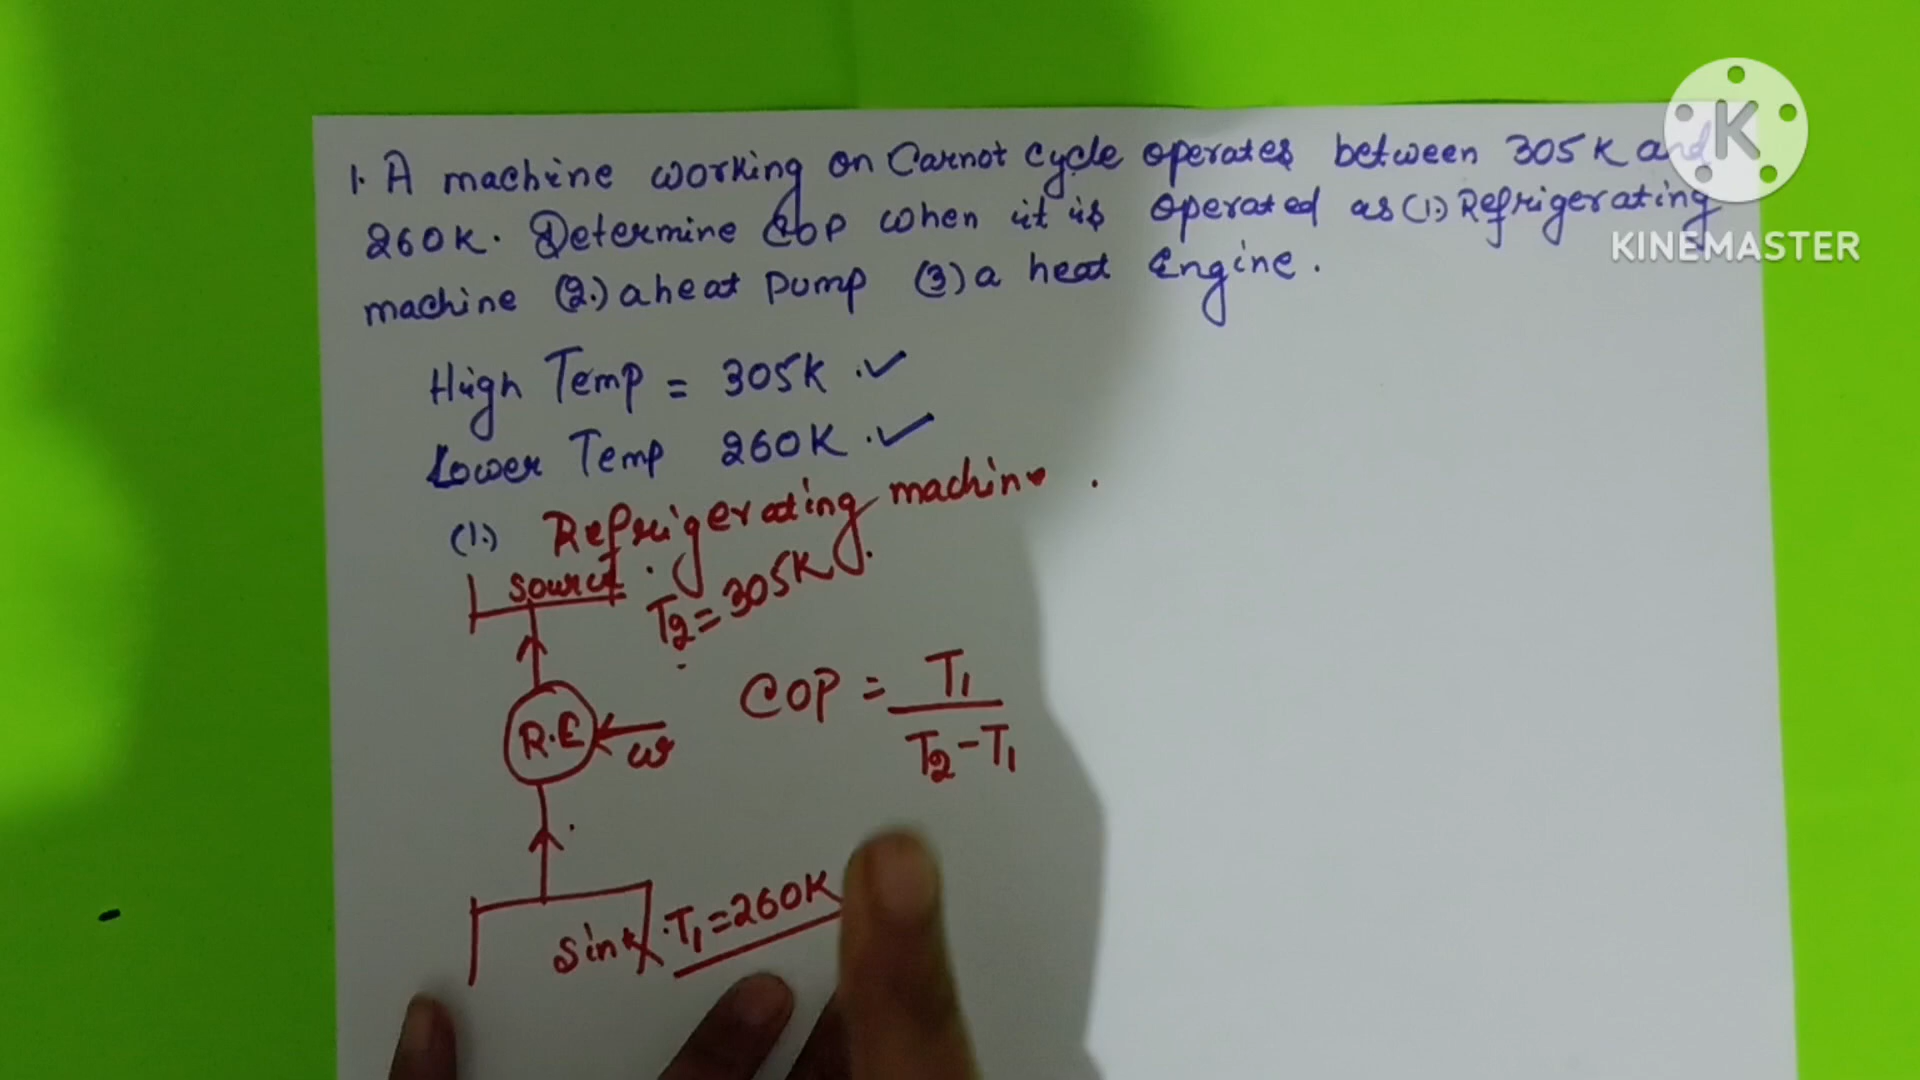 1. A machine working on Carnot cycle operates between 305K and
260K. Determine COP when it is operated as (1.) Refrigerating
machine (2.) a heat pump (3) a heat Engine.
High Temp = 305K.
Lower Temp 260K.
(1.) Refrigerating machine.
source
T2=305K.
R.E
w
COP = T1
T2-T1
sink
T1=260K
K
KINEMASTER